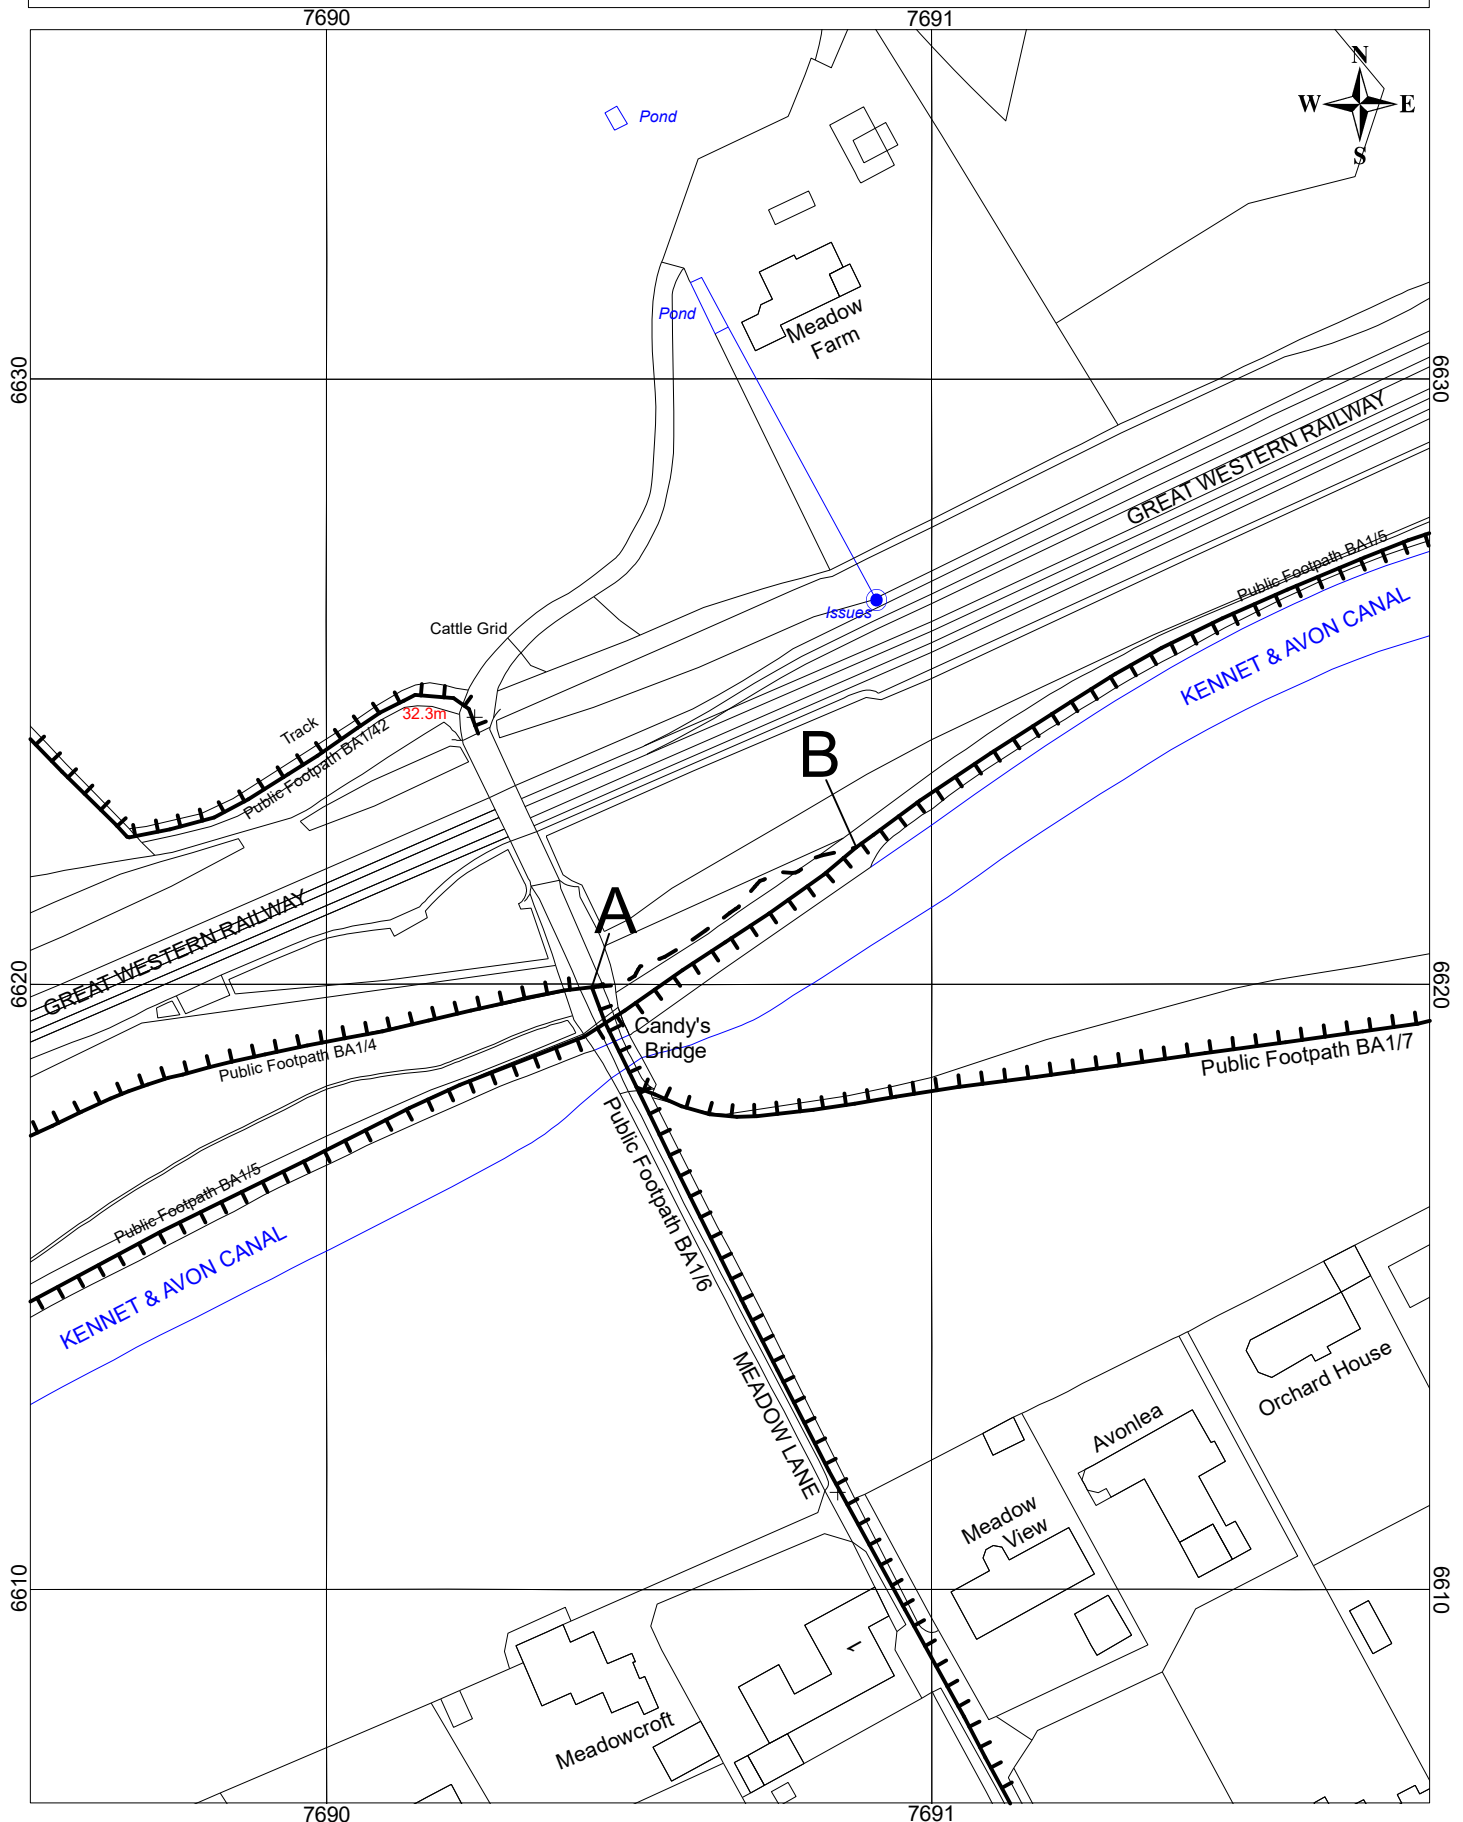 7690
7691
N
W
E
S
Pond
Pond
Meadow
Farm
6630
6630
GREAT WESTERN RAILWAY
Public Footpath BA1/5
Issues
KENNET & AVON CANAL
Cattle Grid
32.3m
Track
Public Footpath BA1/42
B
A
GREAT WESTERN RAILWAY
6620
6620
Candy's
Bridge
Public Footpath BA1/4
Public Footpath BA1/7
Public Footpath BA1/6
Public Footpath BA1/5
KENNET & AVON CANAL
MEADOW LANE
Orchard House
Avonlea
Meadow
View
6610
6610
1
Meadowcroft
7690
7691